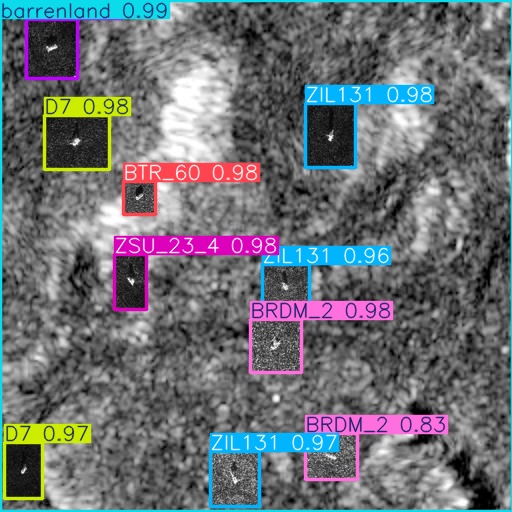 barrenland 0.99
D7 0.98
ZIL131 0.98
BTR_60 0.98
ZSU_23_4 0.98
ZIL131 0.96
BRDM_2 0.98
BRDM_2 0.83
D7 0.97
ZIL131 0.97